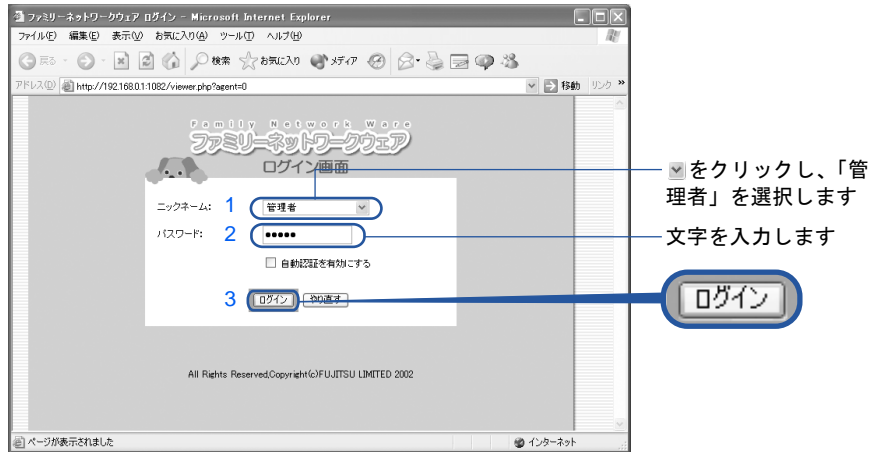 ファミリーネットワークウェア ログイン - Microsoft Internet Explorer
ファイル(F) 編集(E) 表示(V) お気に入り(A) ツール(T) ヘルプ(H)
戻る 検索 お気に入り メディア
アドレス(D) http://192.168.0.1:1082/viewer.php?agent=0 移動 リンク »
Family Network Ware
ファミリーネットワークウェア
ログイン画面
ニックネーム: 1 管理者
パスワード: 2 ●●●●●
自動認証を有効にする
3 ログイン やり直す
All Rights Reserved,Copyright(c)FUJITSU LIMITED 2002
ページが表示されました インターネット
をクリックし、「管
理者」を選択します
文字を入力します
ログイン